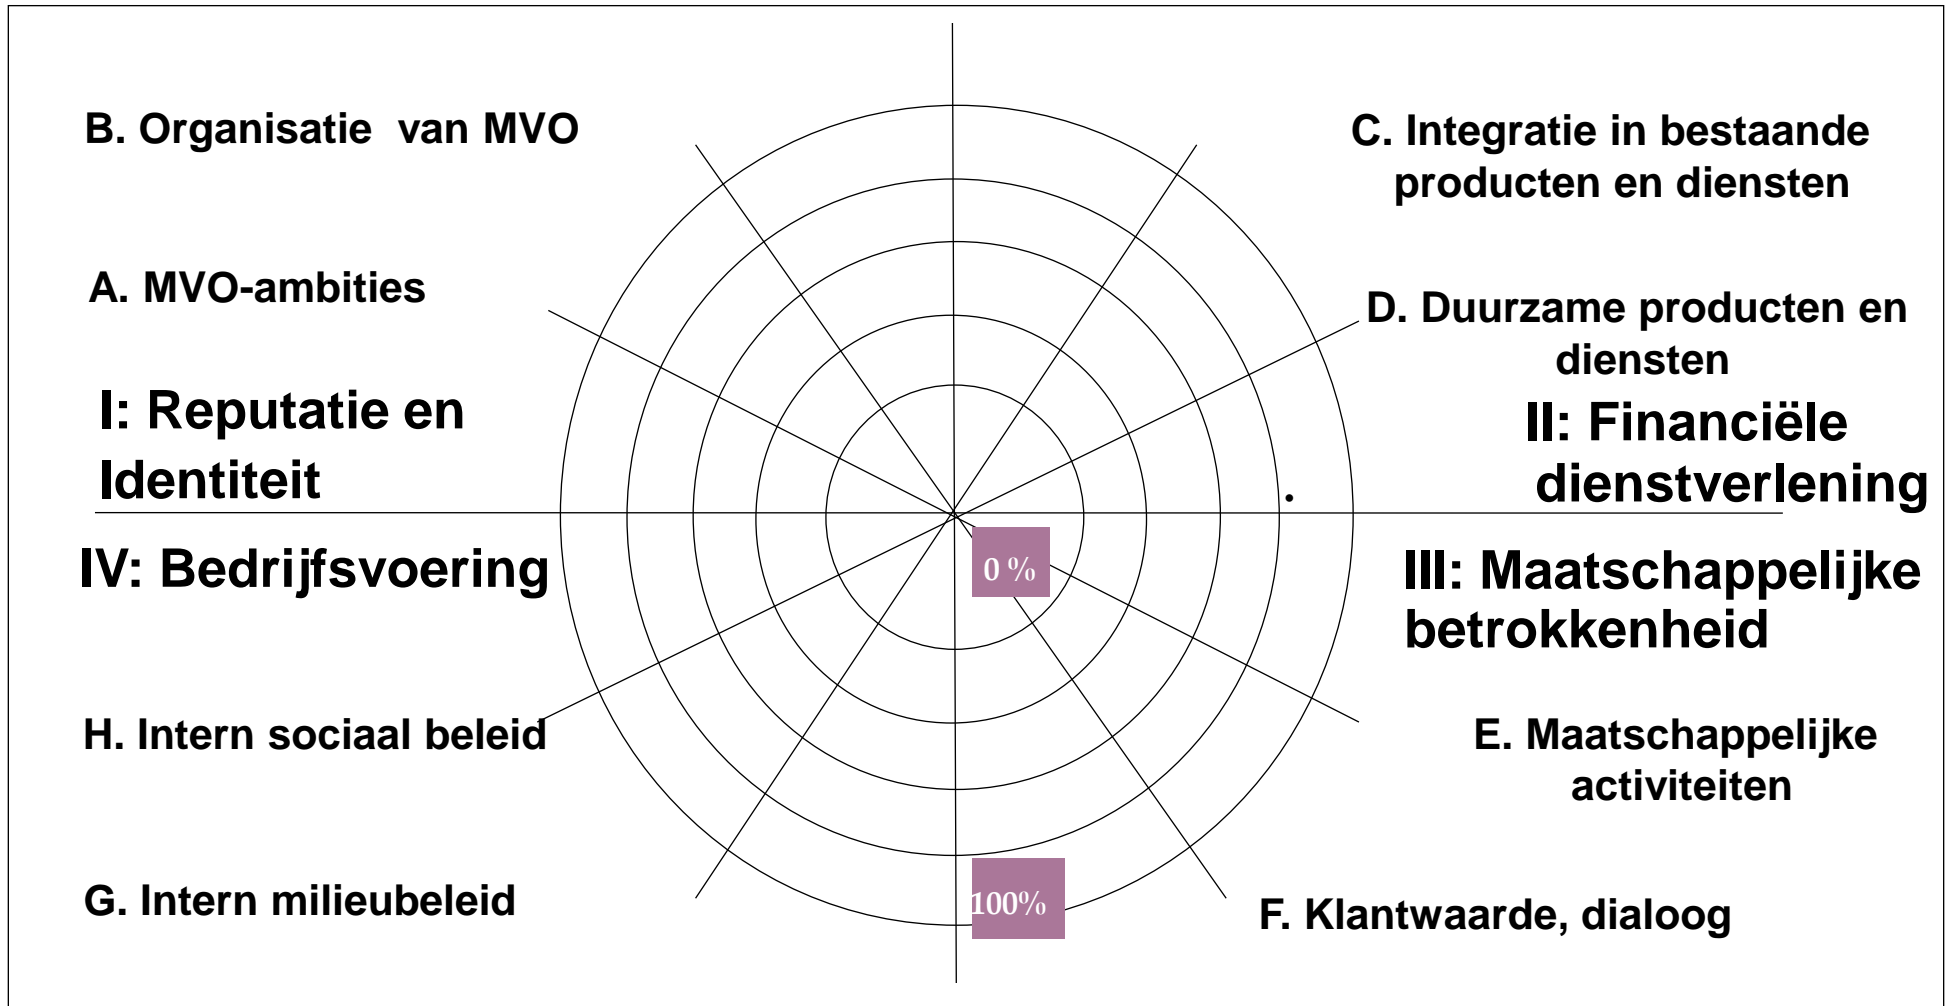 B. Organisatie van MVO
C. Integratie in bestaande
producten en diensten
A. MVO-ambities
D. Duurzame producten en
diensten
I: Reputatie en
Identiteit
II: Financiële
dienstverlening
IV: Bedrijfsvoering
0 %
III: Maatschappelijke
betrokkenheid
H. Intern sociaal beleid
E. Maatschappelijke
activiteiten
G. Intern milieubeleid
100%
F. Klantwaarde, dialoog